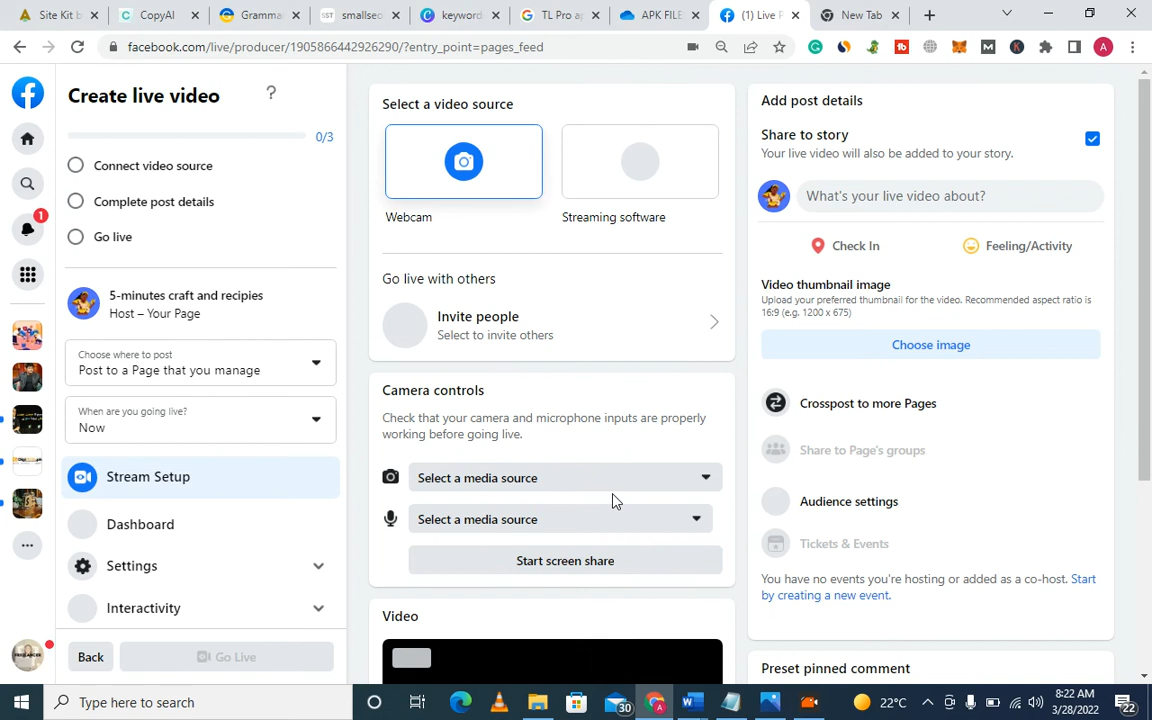 Site Kit b
CopyAI
Gramma
SST
smallseo
keyword
TL Pro a
APK FILE
(1) Live P
New Tab
facebook.com/live/producer/1905866442926290/?entry_point=pages_feed
A
Create live video
?
0/3
Connect video source
Complete post details
Go live
1
5-minutes craft and recipies
Host – Your Page
Choose where to post
Post to a Page that you manage
When are you going live?
Now
Stream Setup
Dashboard
Settings
Interactivity
Back
Go Live
Select a video source
Webcam
Streaming software
Go live with others
Invite people
Select to invite others
Camera controls
Check that your camera and microphone inputs are properly
working before going live.
Select a media source
Select a media source
Start screen share
Video
Add post details
Share to story
Your live video will also be added to your story.
What's your live video about?
Check In
Feeling/Activity
Video thumbnail image
Upload your preferred thumbnail for the video. Recommended aspect ratio is
16:9 (e.g. 1200 x 675)
Choose image
Crosspost to more Pages
Share to Page's groups
Audience settings
Tickets & Events
You have no events you're hosting or added as a co-host. Start
by creating a new event.
Preset pinned comment
Type here to search
30
22°C
8:22 AM
3/28/2022
22